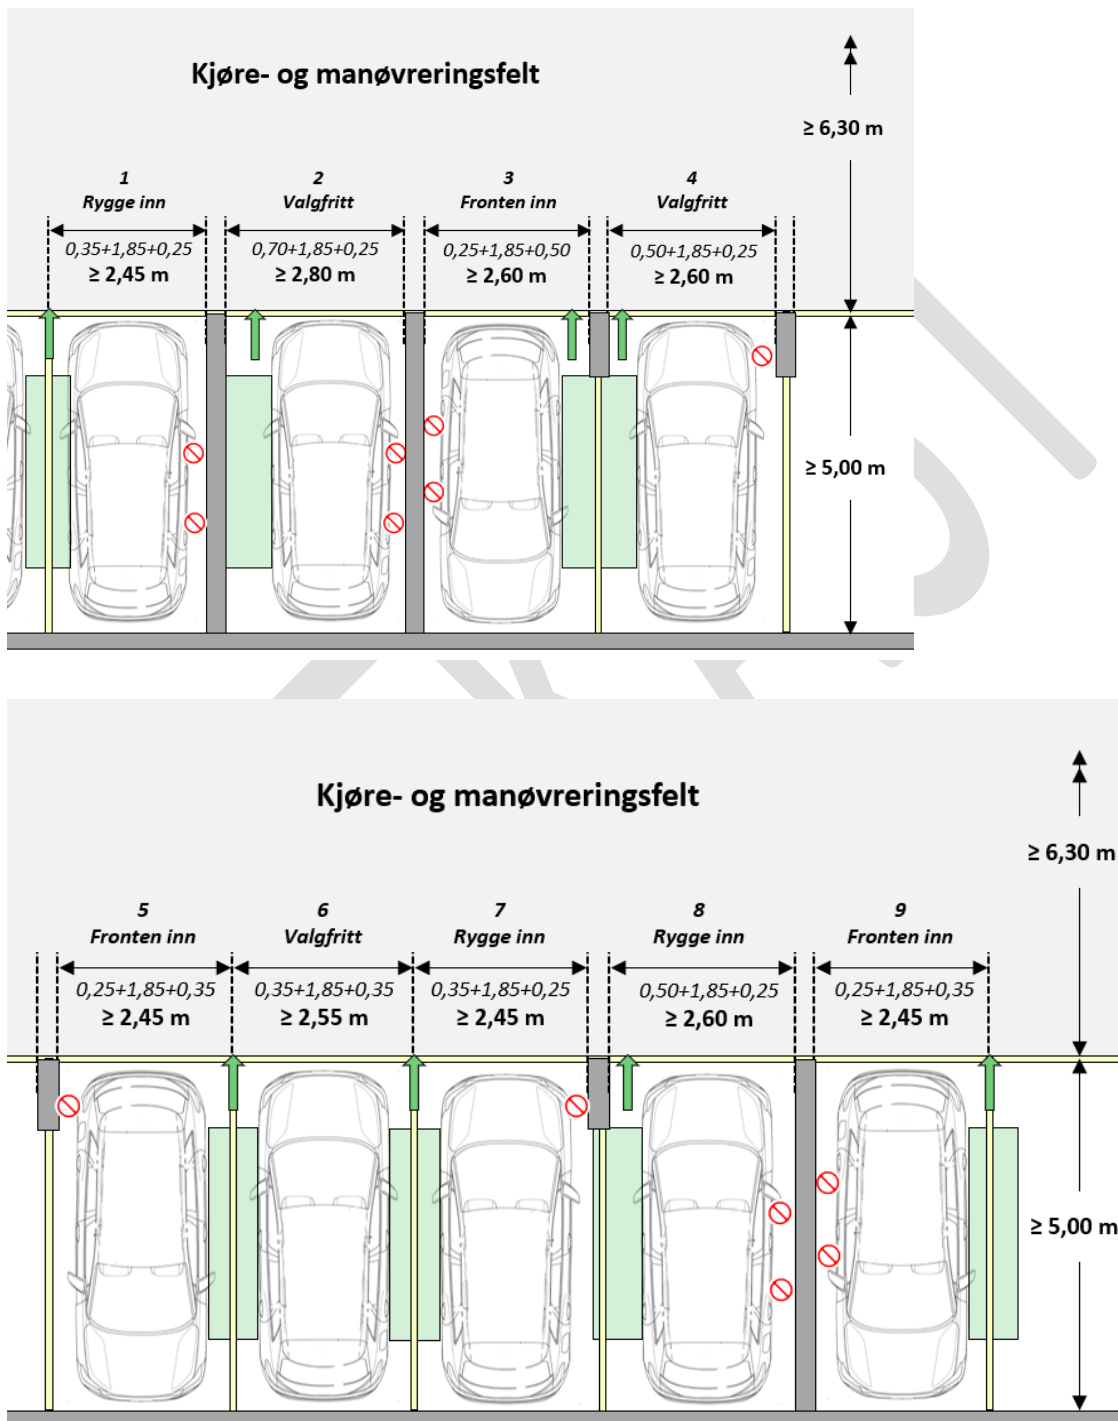 Kjøre- og manøvreringsfelt
≥ 6,30 m
1
Rygge inn
0,35+1,85+0,25
≥ 2,45 m
2
Valgfritt
0,70+1,85+0,25
≥ 2,80 m
3
Fronten inn
0,25+1,85+0,50
≥ 2,60 m
4
Valgfritt
0,50+1,85+0,25
≥ 2,60 m
≥ 5,00 m
Kjøre- og manøvreringsfelt
≥ 6,30 m
5
Fronten inn
0,25+1,85+0,35
≥ 2,45 m
6
Valgfritt
0,35+1,85+0,35
≥ 2,55 m
7
Rygge inn
0,35+1,85+0,25
≥ 2,45 m
8
Rygge inn
0,50+1,85+0,25
≥ 2,60 m
9
Fronten inn
0,25+1,85+0,35
≥ 2,45 m
≥ 5,00 m